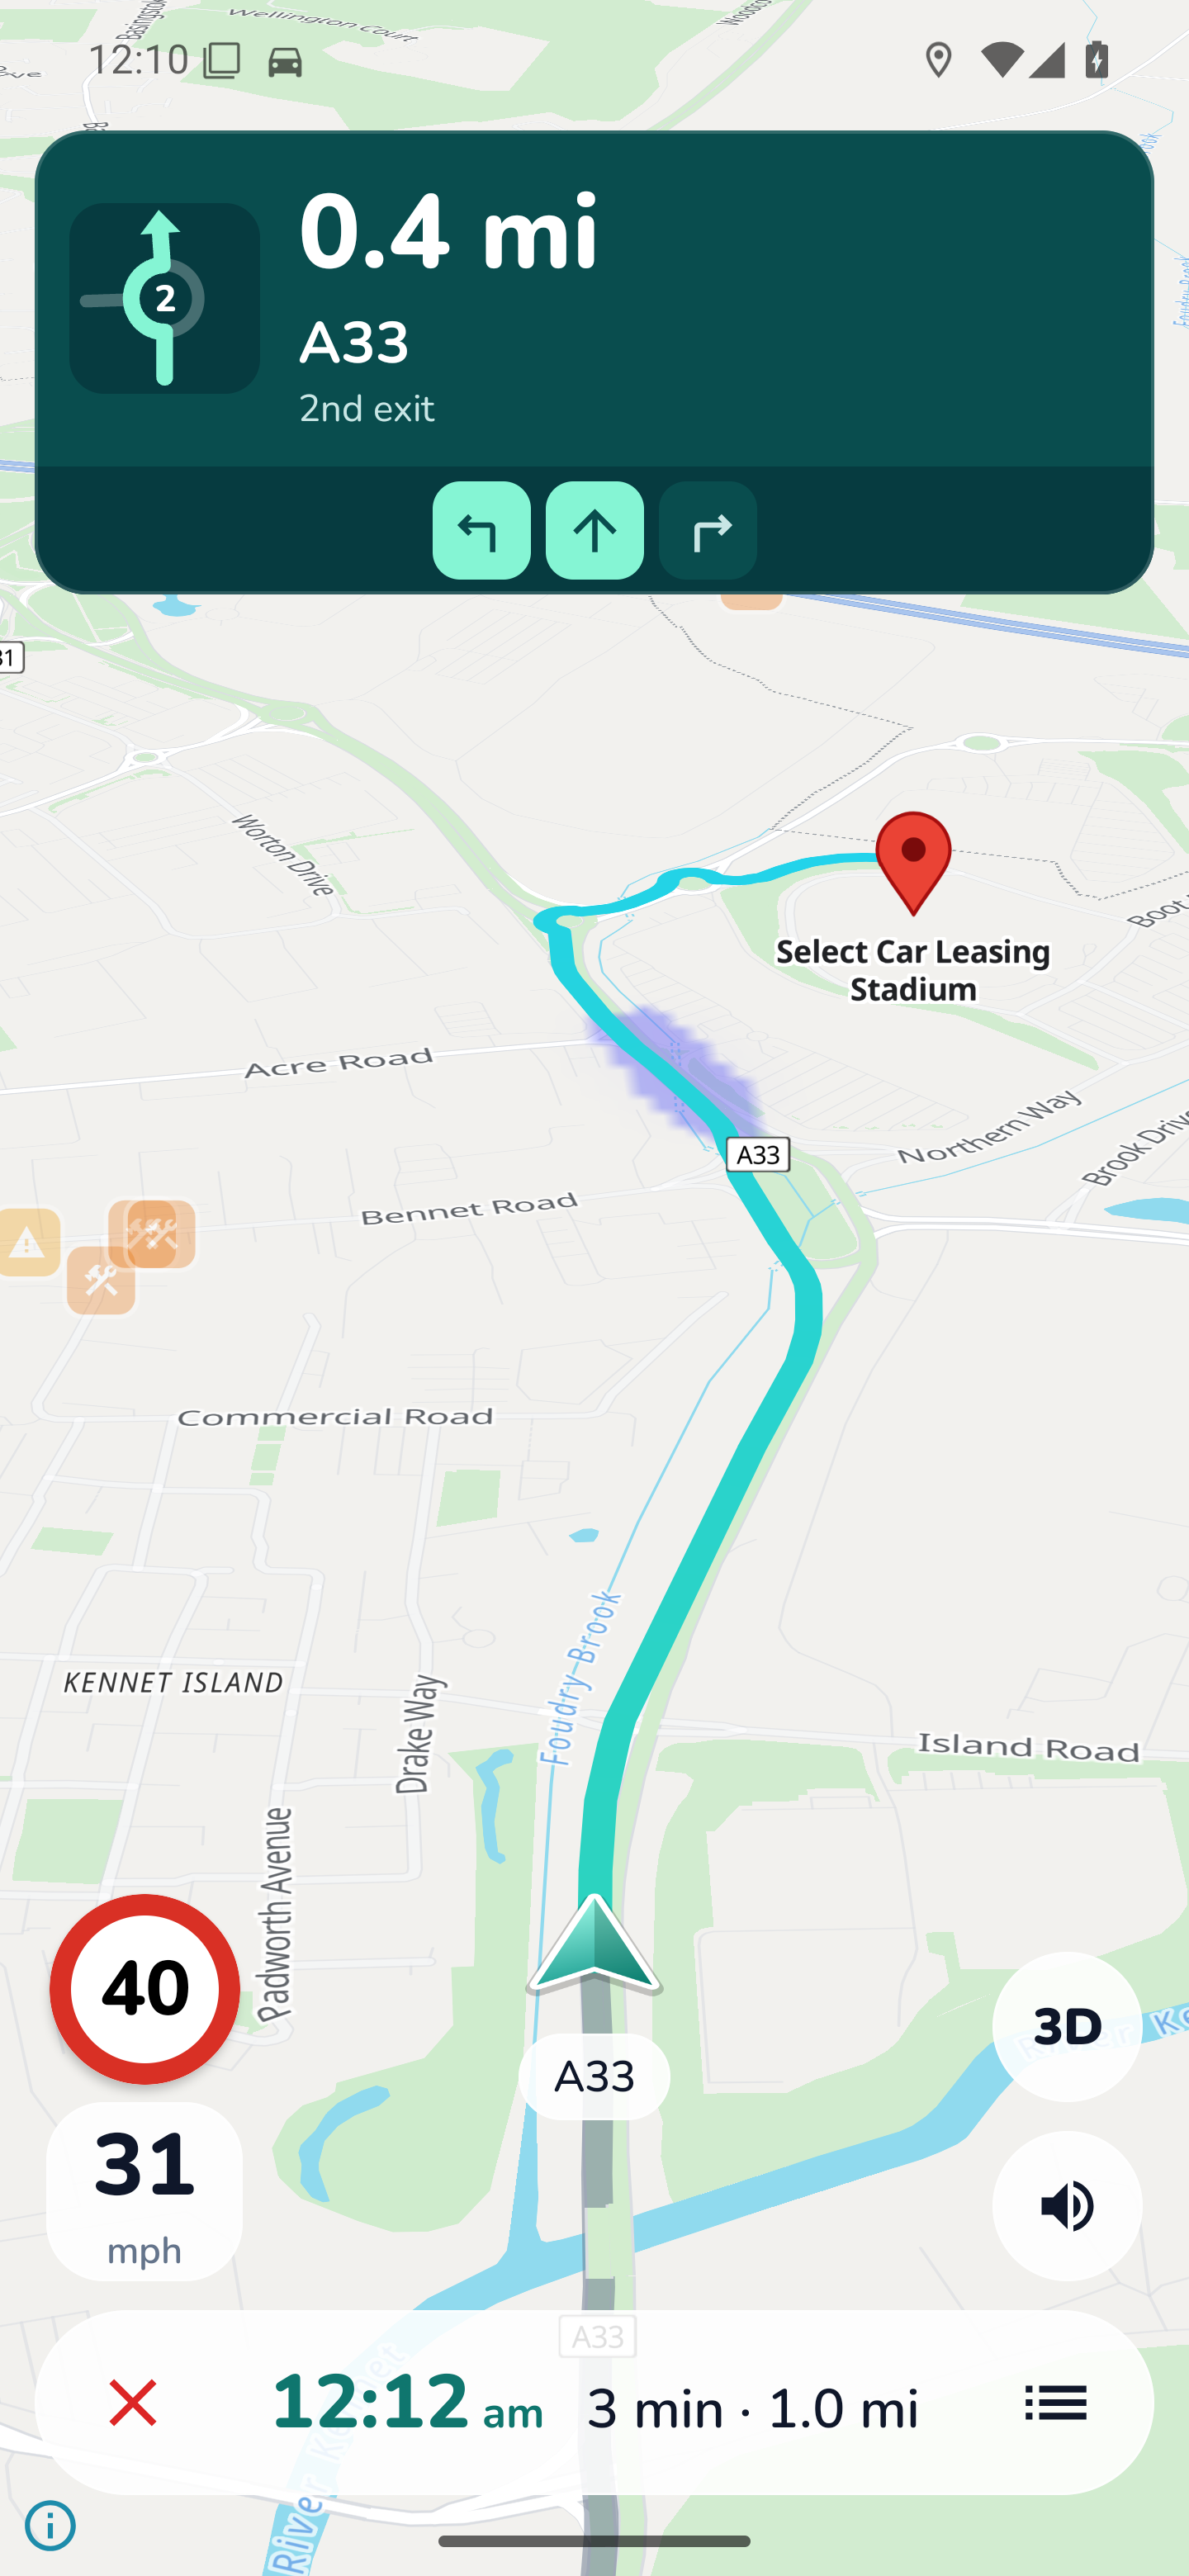 Wellington Court
12:10
0.4 mi
2
A33
2nd exit
31
Worton Drive
Select Car Leasing
Stadium
Acre Road
A33
Northern Way
Bennet Road
Commercial Road
Foudry Brook
KENNET ISLAND
Drake Way
Island Road
Padworth Avenue
40
3D
A33
31
mph
A33
12:12 am 3 min · 1.0 mi
River